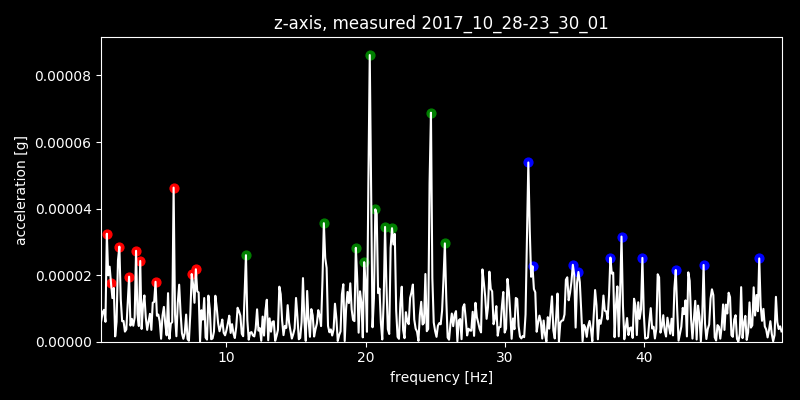 z-axis, measured 2017_10_28-23_30_01
acceleration [g]
0.00008
0.00006
0.00004
0.00002
0.00000
10 20 30 40
frequency [Hz]